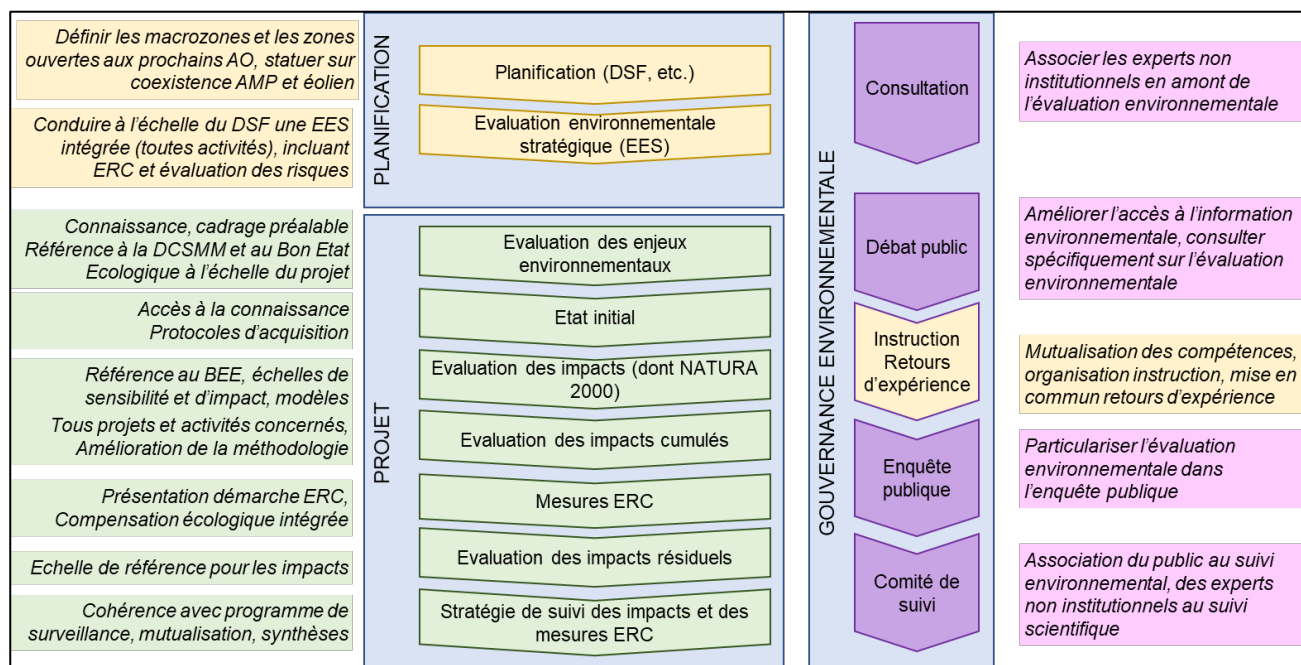 Définir les macrozones et les zones
ouvertes aux prochains AO, statuer sur
coexistence AMP et éolien
Conduire à l'échelle du DSF une EES
intégrée (toutes activités), incluant
ERC et évaluation des risques
Connaissance, cadrage préalable
Référence à la DCSMM et au Bon Etat
Ecologique à l'échelle du projet
Accès à la connaissance
Protocoles d'acquisition
Référence au BEE, échelles de
sensibilité et d'impact, modèles
Tous projets et activités concernés,
Amélioration de la méthodologie
Présentation démarche ERC,
Compensation écologique intégrée
Echelle de référence pour les impacts
Cohérence avec programme de
surveillance, mutualisation, synthèses
PLANIFICATION
Planification (DSF, etc.)
Evaluation environnementale
stratégique (EES)
PROJET
Evaluation des enjeux
environnementaux
Etat initial
Evaluation des impacts (dont NATURA
2000)
Evaluation des impacts cumulés
Mesures ERC
Evaluation des impacts résiduels
Stratégie de suivi des impacts et des
mesures ERC
GOUVERNANCE ENVIRONNEMENTALE
Consultation
Débat public
Instruction
Retours
d'expérience
Enquête
publique
Comité de
suivi
Associer les experts non
institutionnels en amont de
l'évaluation environnementale
Améliorer l'accès à l'information
environnementale, consulter
spécifiquement sur l'évaluation
environnementale
Mutualisation des compétences,
organisation instruction, mise en
commun retours d'expérience
Particulariser l'évaluation
environnementale dans
l'enquête publique
Association du public au suivi
environnemental, des experts
non institutionnels au suivi
scientifique